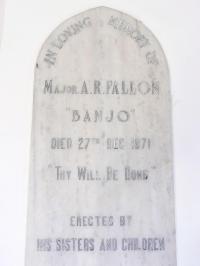 IN LOVING MEMORY OF
MAJOR A.R. FALLON
"BANJO"
DIED 27TH DEC 1971
"THY WILL BE DONE"
ERECTED BY
HIS SISTERS AND CHILDREN